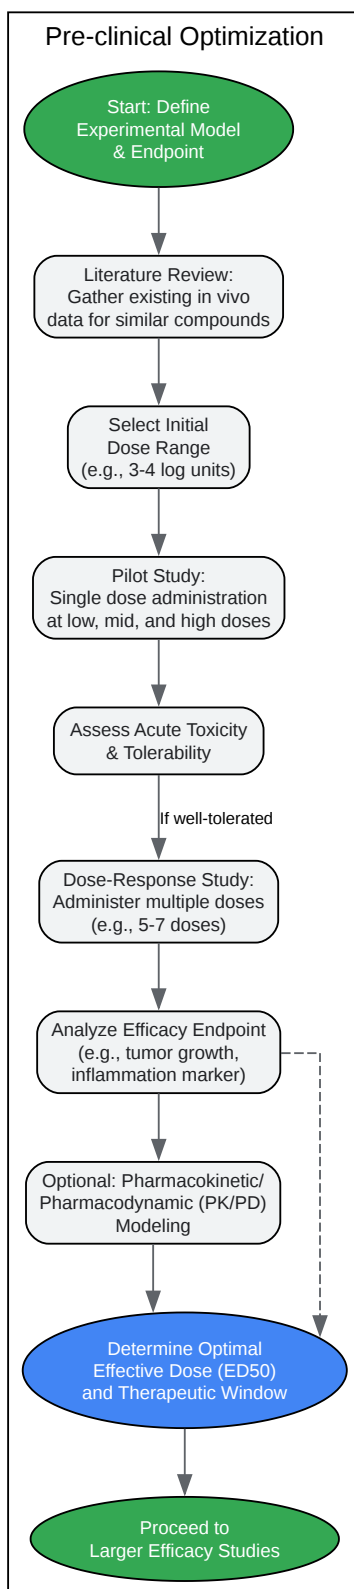 Pre-clinical Optimization
Start: Define
Experimental Model
& Endpoint
Literature Review:
Gather existing in vivo
data for similar compounds
Select Initial
Dose Range
(e.g., 3-4 log units)
Pilot Study:
Single dose administration
at low, mid, and high doses
Assess Acute Toxicity
& Tolerability
If well-tolerated
Dose-Response Study:
Administer multiple doses
(e.g., 5-7 doses)
Analyze Efficacy Endpoint
(e.g., tumor growth,
inflammation marker)
Optional: Pharmacokinetic/
Pharmacodynamic (PK/PD)
Modeling
Determine Optimal
Effective Dose (ED50)
and Therapeutic Window
Proceed to
Larger Efficacy Studies